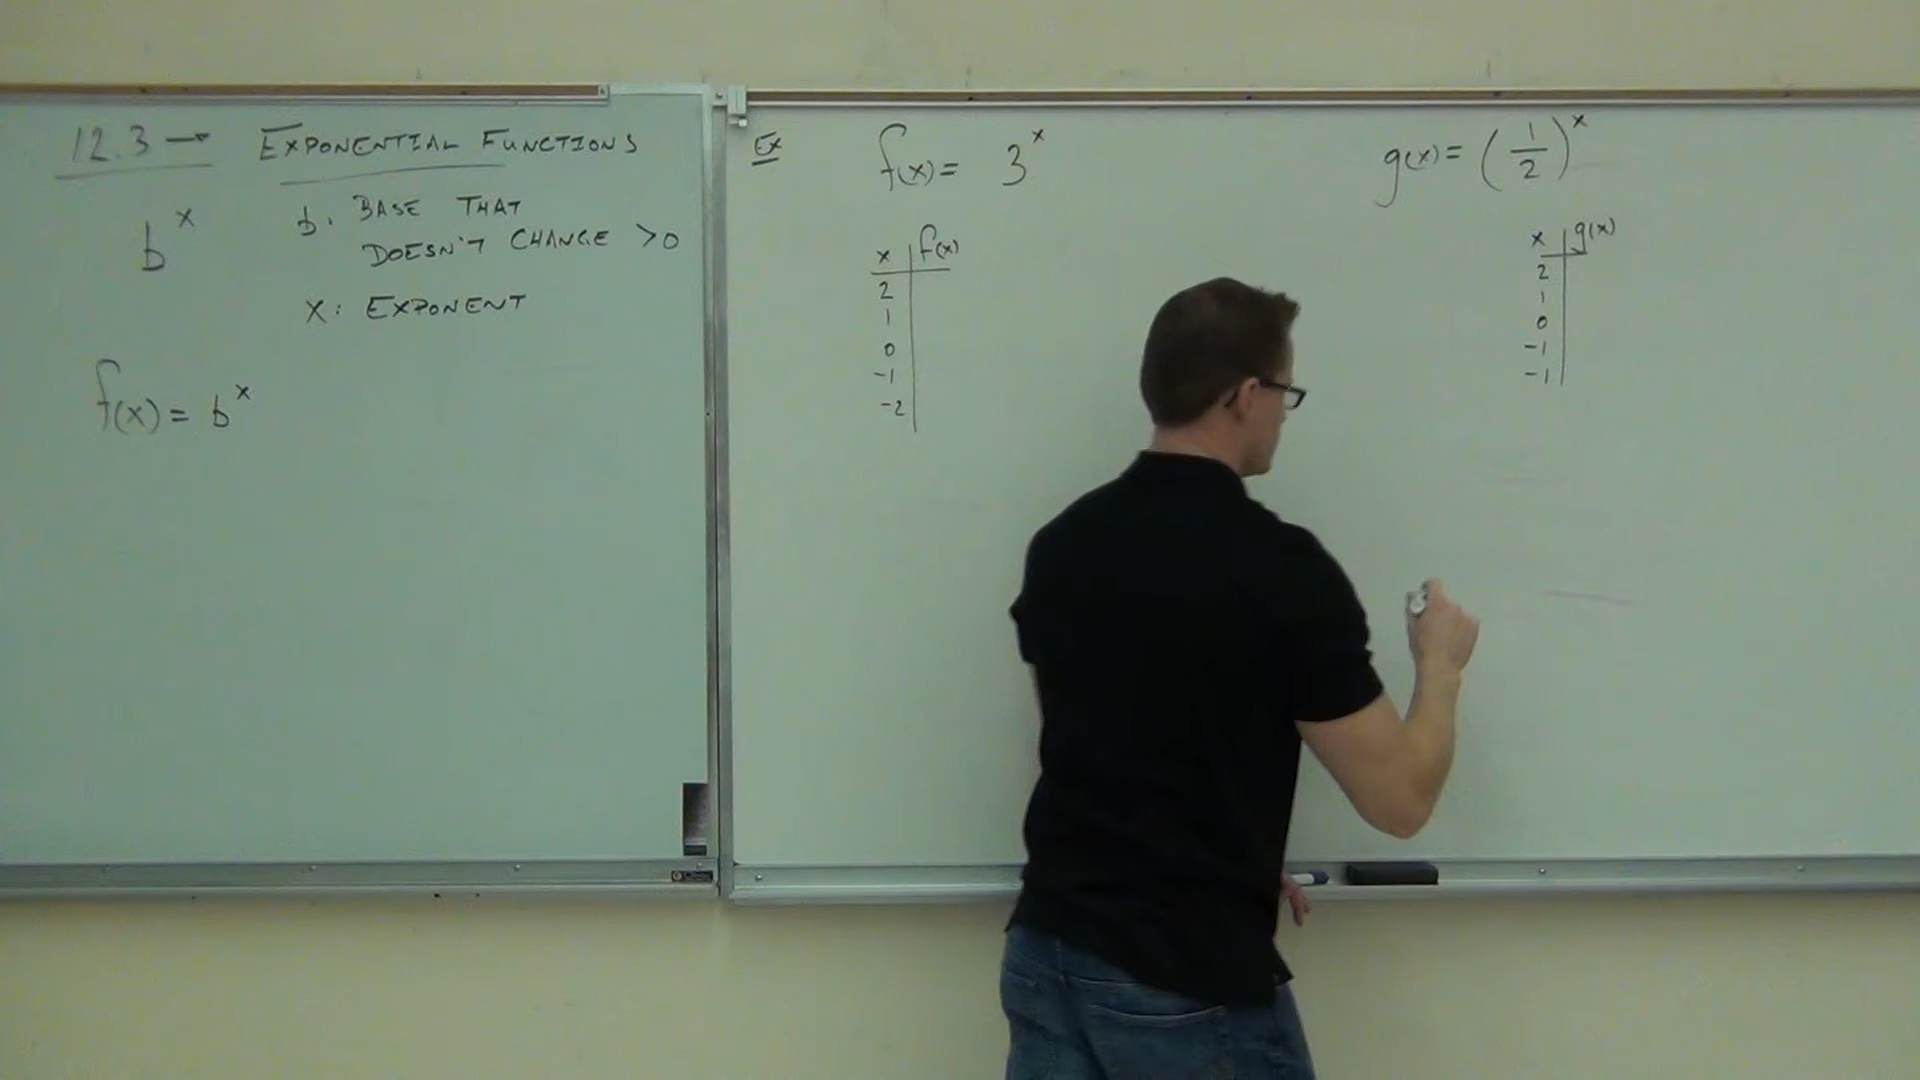 12.3 → EXPONENTIAL FUNCTIONS
b^x
b: BASE THAT
DOESN'T CHANGE >0
X: EXPONENT
f(x) = b^x
Ex
f(x) = 3^x
x f(x)
2
1
0
-1
-2
g(x) = (1/2)^x
x g(x)
2
1
0
-1
-1